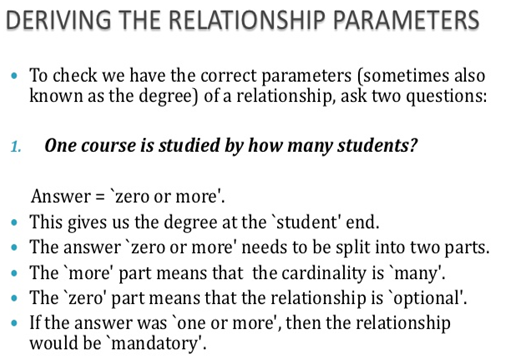 DERIVING THE RELATIONSHIP PARAMETERS
• To check we have the correct parameters (sometimes also
known as the degree) of a relationship, ask two questions:
1. One course is studied by how many students?
Answer = `zero or more'.
• This gives us the degree at the `student' end.
• The answer `zero or more' needs to be split into two parts.
• The `more' part means that the cardinality is `many'.
• The `zero' part means that the relationship is `optional'.
• If the answer was `one or more', then the relationship
would be `mandatory'.